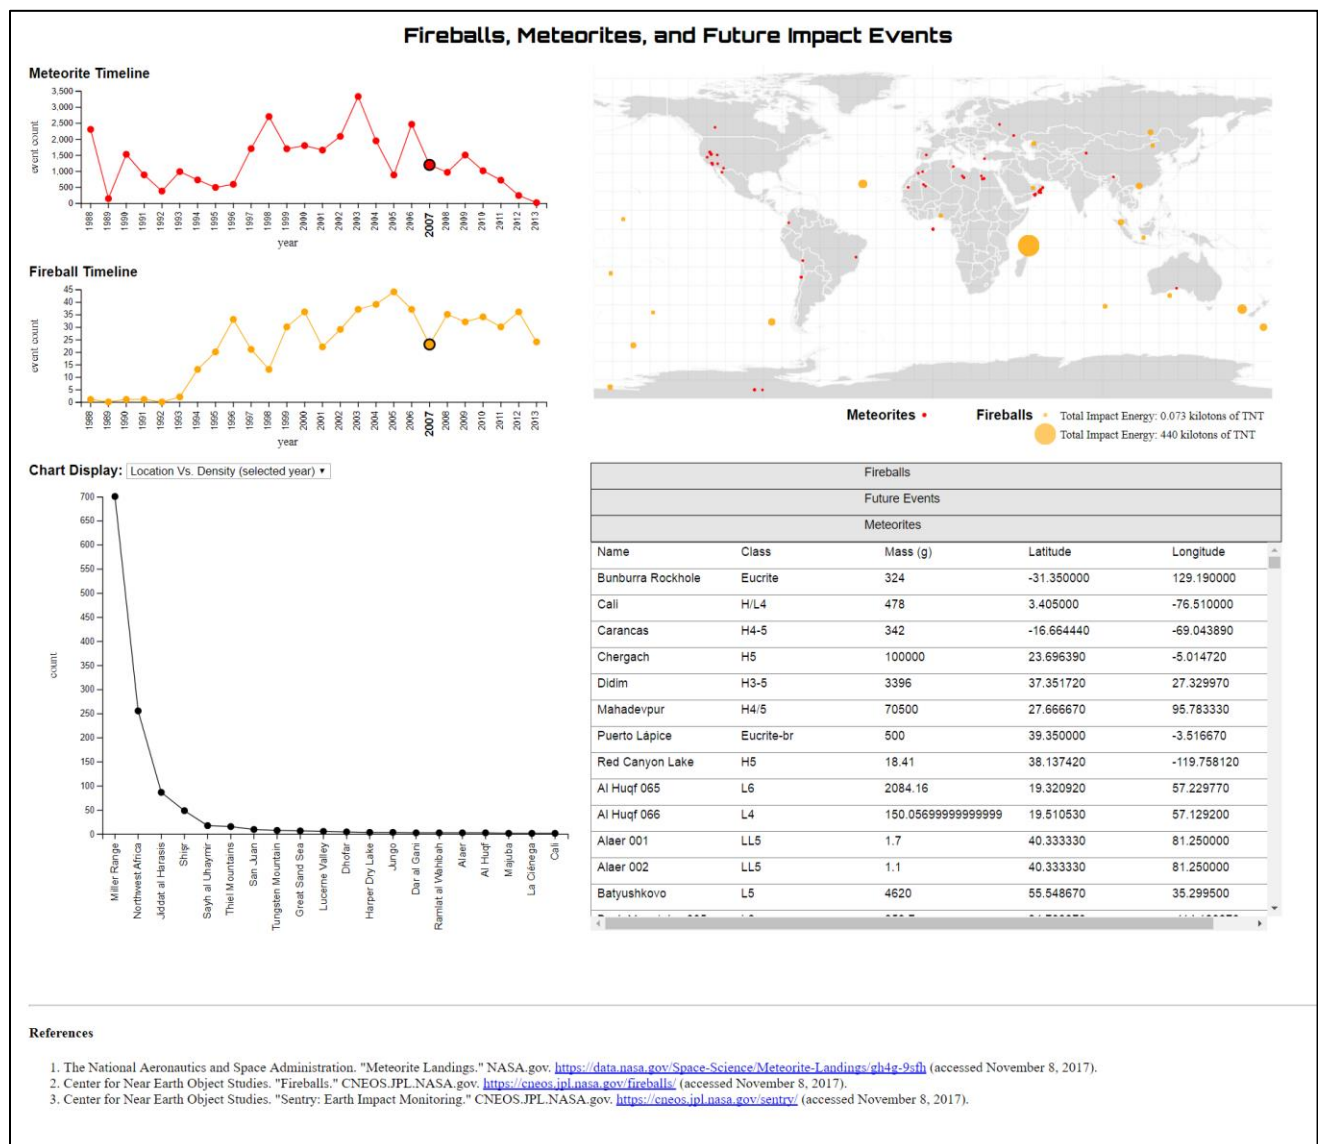 Fireballs, Meteorites, and Future Impact Events
Meteorite Timeline
3,500
3,000
2,500
2,000
1,500
1,000
500
0
event count
1988 1989 1990 1991 1992 1993 1994 1995 1996 1997 1998 1999 2000 2001 2002 2003 2004 2005 2006 2007 2008 2009 2010 2011 2012 2013
year
Fireball Timeline
45
40
35
30
25
20
15
10
5
0
event count
1988 1989 1990 1991 1992 1993 1994 1995 1996 1997 1998 1999 2000 2001 2002 2003 2004 2005 2006 2007 2008 2009 2010 2011 2012 2013
year
Meteorites Fireballs Total Impact Energy: 0.073 kilotons of TNT
Total Impact Energy: 440 kilotons of TNT
Chart Display: Location Vs. Density (selected year)
700
650
600
550
500
450
400
350
300
250
200
150
100
50
0
count
Miller Range
Northwest Africa
Jiddat al Harasis
Shişr
Sayh al Uhaymir
Thiel Mountains
San Juan
Tungsten Mountain
Great Sand Sea
Lucerne Valley
Dhofar
Harper Dry Lake
Jungo
Dar al Gani
Ramlat al Wahibah
Alaer
Al Huqf
Majuba
La Ciénega
Cali
Fireballs
Future Events
Meteorites
Name Class Mass (g) Latitude Longitude
Bunburra Rockhole Eucrite 324 -31.350000 129.190000
Cali H/L4 478 3.405000 -76.510000
Carancas H4-5 342 -16.664440 -69.043890
Chergach H5 100000 23.696390 -5.014720
Didim H3-5 3396 37.351720 27.329970
Mahadevpur H4/5 70500 27.666670 95.783330
Puerto Lápice Eucrite-br 500 39.350000 -3.516670
Red Canyon Lake H5 18.41 38.137420 -119.758120
Al Huqf 065 L6 2084.16 19.320920 57.229770
Al Huqf 066 L4 150.05699999999999 19.510530 57.129200
Alaer 001 LL5 1.7 40.333330 81.250000
Alaer 002 LL5 1.1 40.333330 81.250000
Batyushkovo L5 4620 55.548670 35.299500
References
1. The National Aeronautics and Space Administration. "Meteorite Landings." NASA.gov. https://data.nasa.gov/Space-Science/Meteorite-Landings/gh4g-9sfh (accessed November 8, 2017).
2. Center for Near Earth Object Studies. "Fireballs." CNEOS.JPL.NASA.gov. https://cneos.jpl.nasa.gov/fireballs/ (accessed November 8, 2017).
3. Center for Near Earth Object Studies. "Sentry: Earth Impact Monitoring." CNEOS.JPL.NASA.gov. https://cneos.jpl.nasa.gov/sentry/ (accessed November 8, 2017).